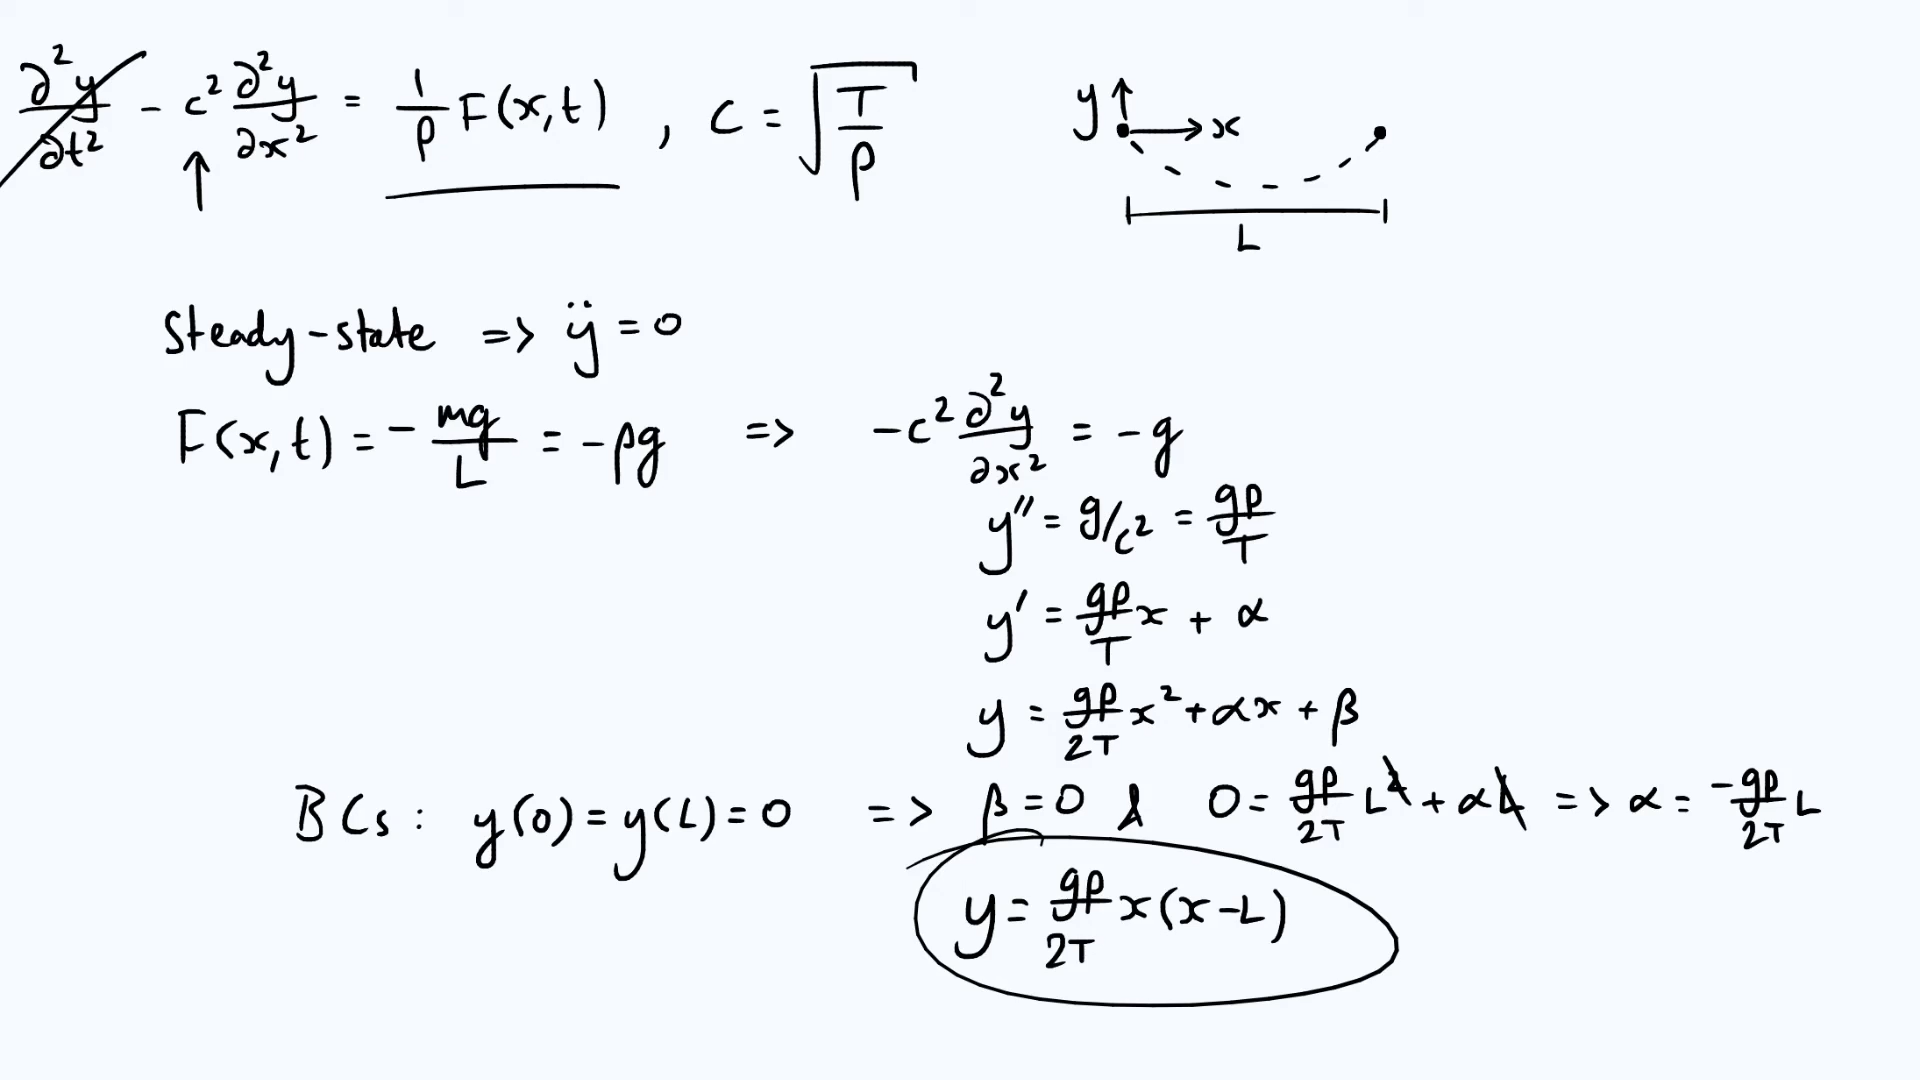 ∂²y/∂t² - c² ∂²y/∂x² = 1/ρ F(x,t) , c = √(T/ρ)
y x
L
Steady-state => ÿ = 0
F(x,t) = - mg/L = -ρg => -c² ∂²y/∂x² = -g
y'' = g/c² = gρ/T
y' = gρ/T x + α
y = gρ/2T x² + αx + β
BCs : y(0) = y(L) = 0 => β = 0 & 0 = gρ/2T L² + αL => α = -gρ/2T L
y = gρ/2T x(x-L)